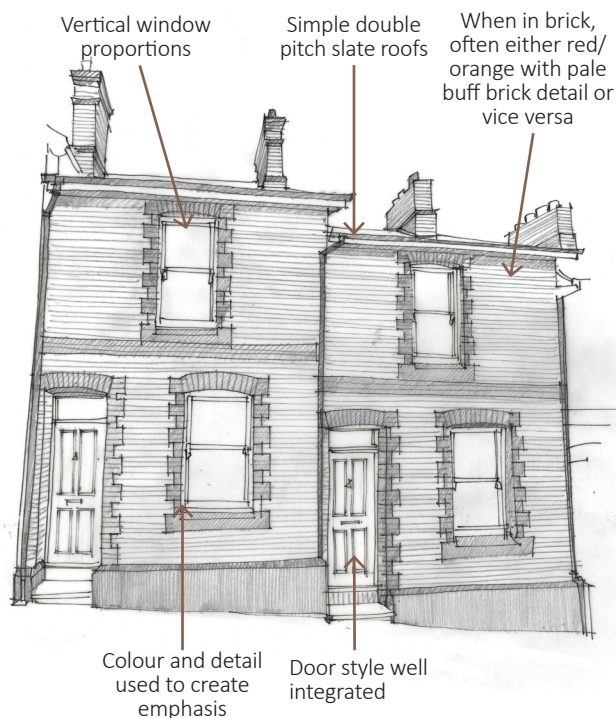 Vertical window
proportions
Simple double
pitch slate roofs
When in brick,
often either red/
orange with pale
buff brick detail or
vice versa
Colour and detail
used to create
emphasis
Door style well
integrated